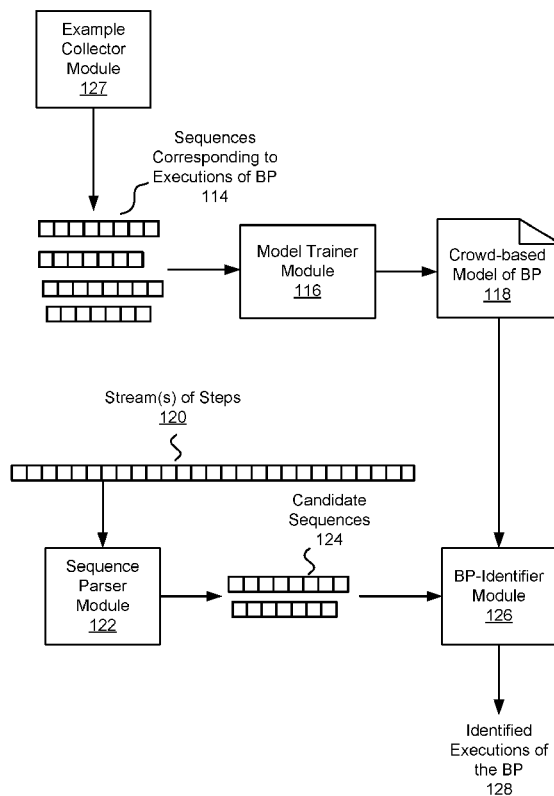 Example
Collector
Module
127
Sequences
Corresponding to
Executions of BP
114
Model Trainer
Module
116
Crowd-based
Model of BP
118
Stream(s) of Steps
120
Candidate
Sequences
124
Sequence
Parser
Module
122
BP-Identifier
Module
126
Identified
Executions of
the BP
128